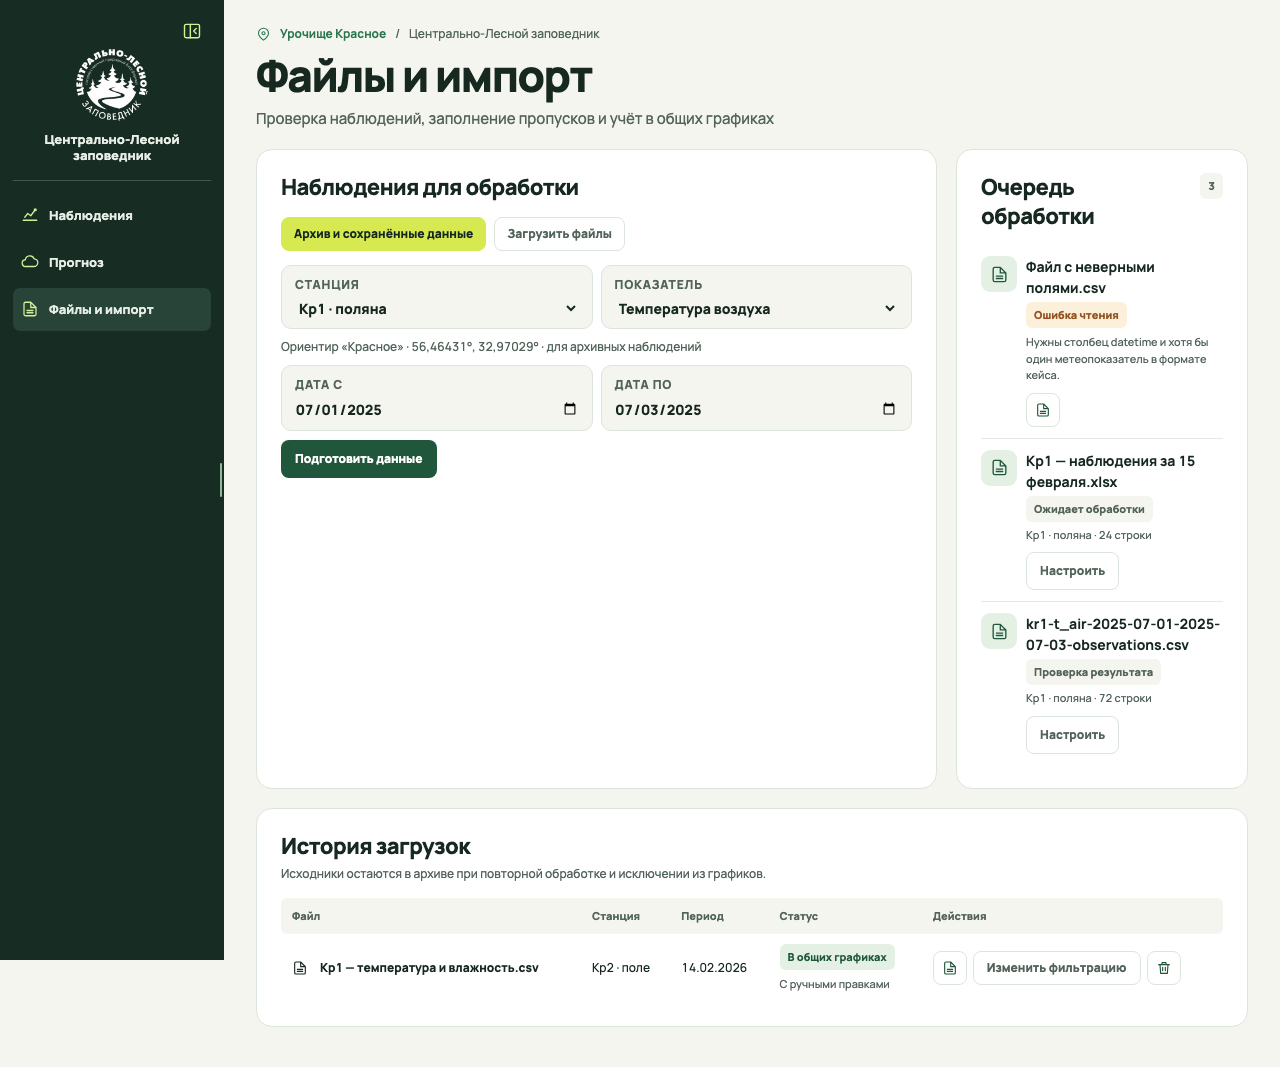 ЦЕНТРАЛЬНО-ЛЕСНОЙ
ЗАПОВЕДНИК
Центрально-Лесной
заповедник
Наблюдения
Прогноз
Файлы и импорт
Урочище Красное / Центрально-Лесной заповедник
Файлы и импорт
Проверка наблюдений, заполнение пропусков и учёт в общих графиках
Наблюдения для обработки
Архив и сохранённые данные
Загрузить файлы
СТАНЦИЯ
Кр1 · поляна
ПОКАЗАТЕЛЬ
Температура воздуха
Ориентир «Красное» · 56,46431°, 32,97029° · для архивных наблюдений
ДАТА С
07/01/2025
ДАТА ПО
07/03/2025
Подготовить данные
Очередь
обработки
3
Файл с неверными
полями.csv
Ошибка чтения
Нужны столбец datetime и хотя бы
один метеопоказатель в формате
кейса.
Кр1 — наблюдения за 15
февраля.xlsx
Ожидает обработки
Кр1 · поляна · 24 строки
Настроить
kr1-t_air-2025-07-01-2025-
07-03-observations.csv
Проверка результата
Кр1 · поляна · 72 строки
Настроить
История загрузок
Исходники остаются в архиве при повторной обработке и исключении из графиков.
Файл Станция Период Статус Действия
Кр1 — температура и влажность.csv Кр2 · поле 14.02.2026 В общих графиках Изменить фильтрацию
С ручными правками